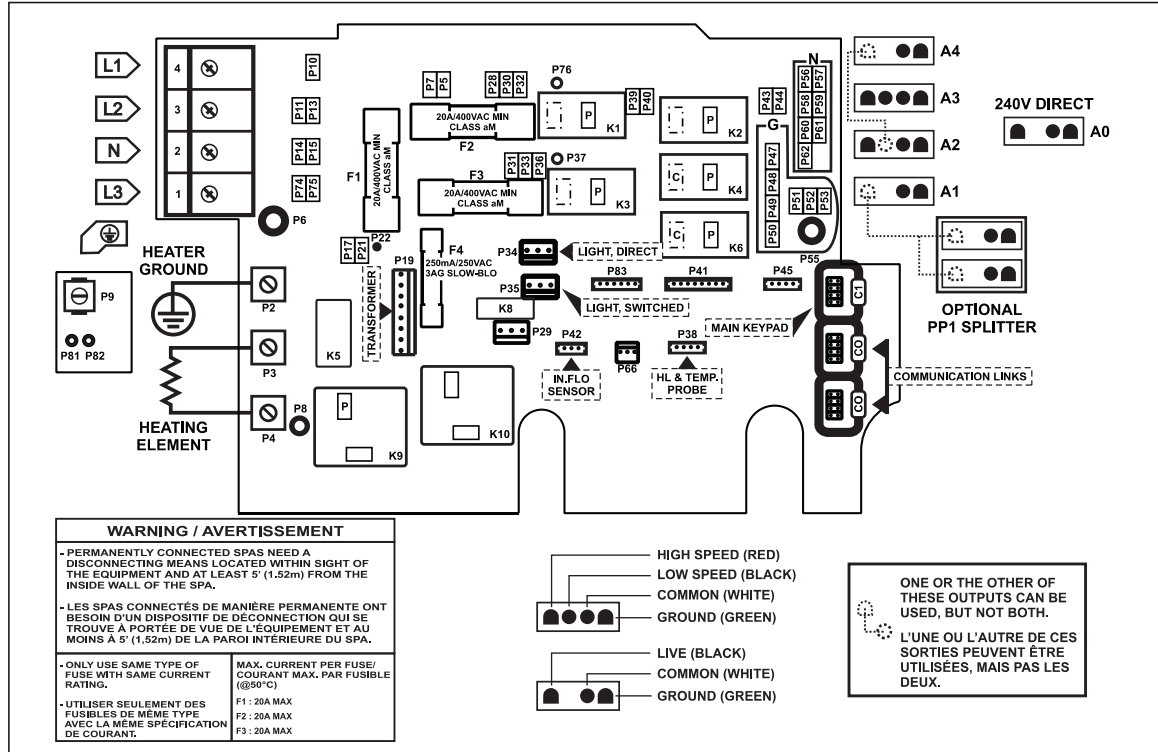 L1
L2
N
L3
4
3
2
1
P10
P11
P13
P14
P15
P74
P75
P6
P7
P5
P28
P30
P32
P76
20A/400VAC MIN
CLASS aM
F1
20A/400VAC MIN
CLASS aM
F2
P31
P33
P36
P37
20A/400VAC MIN
CLASS aM
F3
P
K1
P39
P40
P
K2
P
K3
C
P
K4
C
P
K6
P43
P44
G
N
P56
P57
P58
P59
P60
P61
P62
P47
P48
P49
P50
P51
P52
P53
P55
A4
A3
A2
A1
240V DIRECT
A0
OPTIONAL
PP1 SPLITTER
P17
P21
P22
P19
TRANSFORMER
F4
250mA/250VAC
3AG SLOW-BLO
P34
LIGHT, DIRECT
P35
LIGHT, SWITCHED
K8
P29
P83
P41
P45
MAIN KEYPAD
C1
CO
CO
COMMUNICATION LINKS
P42
IN.FLO
SENSOR
P66
P38
HL & TEMP.
PROBE
HEATER
GROUND
P9
P81
P82
P2
P3
P4
P8
HEATING
ELEMENT
K5
P
K9
K10
WARNING / AVERTISSEMENT
- PERMANENTLY CONNECTED SPAS NEED A
DISCONNECTING MEANS LOCATED WITHIN SIGHT OF
THE EQUIPMENT AND AT LEAST 5' (1.52m) FROM THE
INSIDE WALL OF THE SPA.
- LES SPAS CONNECTÉS DE MANIÈRE PERMANENTE ONT
BESOIN D'UN DISPOSITIF DE DÉCONNECTION QUI SE
TROUVE À PORTÉE DE VUE DE L'ÉQUIPEMENT ET AU
MOINS À 5' (1,52m) DE LA PAROI INTÉRIEURE DU SPA.
- ONLY USE SAME TYPE OF
FUSE WITH SAME CURRENT
RATING.
- UTILISER SEULEMENT DES
FUSIBLES DE MÊME TYPE
AVEC LA MÊME SPÉCIFICATION
DE COURANT.
MAX. CURRENT PER FUSE/
COURANT MAX. PAR FUSIBLE
(@50°C)
F1 : 20A MAX
F2 : 20A MAX
F3 : 20A MAX
HIGH SPEED (RED)
LOW SPEED (BLACK)
COMMON (WHITE)
GROUND (GREEN)
LIVE (BLACK)
COMMON (WHITE)
GROUND (GREEN)
ONE OR THE OTHER OF
THESE OUTPUTS CAN BE
USED, BUT NOT BOTH.
L'UNE OU L'AUTRE DE CES
SORTIES PEUVENT ÊTRE
UTILISÉES, MAIS PAS LES
DEUX.